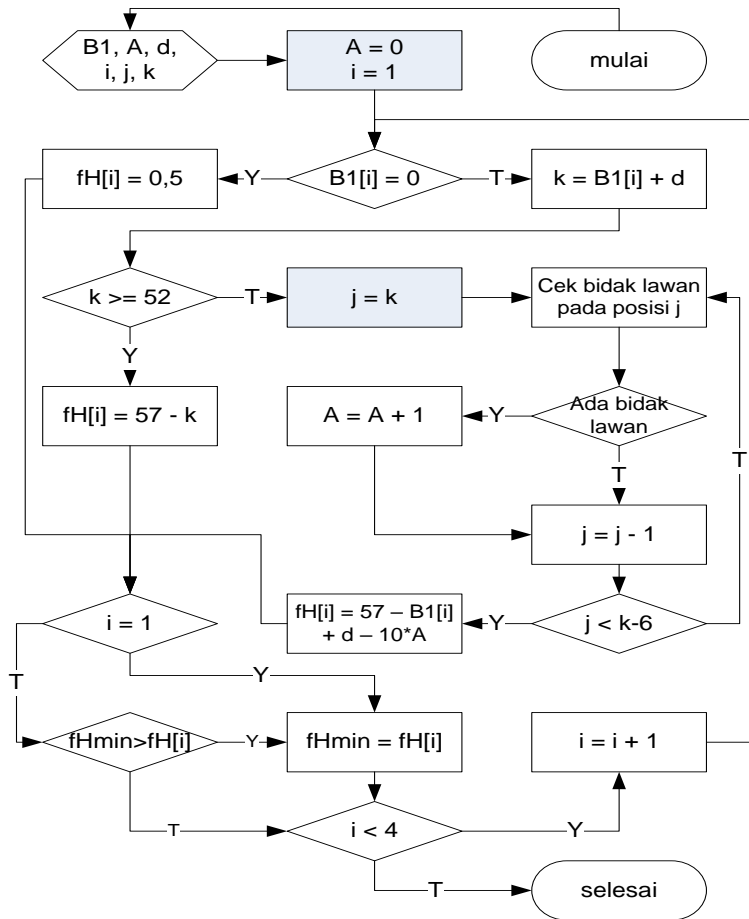 B1, A, d,
i, j, k
A = 0
i = 1
mulai
fH[i] = 0,5
Y
B1[i] = 0
T
k = B1[i] + d
k >= 52
T
j = k
Cek bidak lawan
pada posisi j
Y
fH[i] = 57 - k
A = A + 1
Y
Ada bidak
lawan
T
T
j = j - 1
i = 1
fH[i] = 57 – B1[i]
+ d – 10*A
Y
j < k-6
T
Y
fHmin>fH[i]
Y
fHmin = fH[i]
i = i + 1
T
i < 4
Y
T
selesai